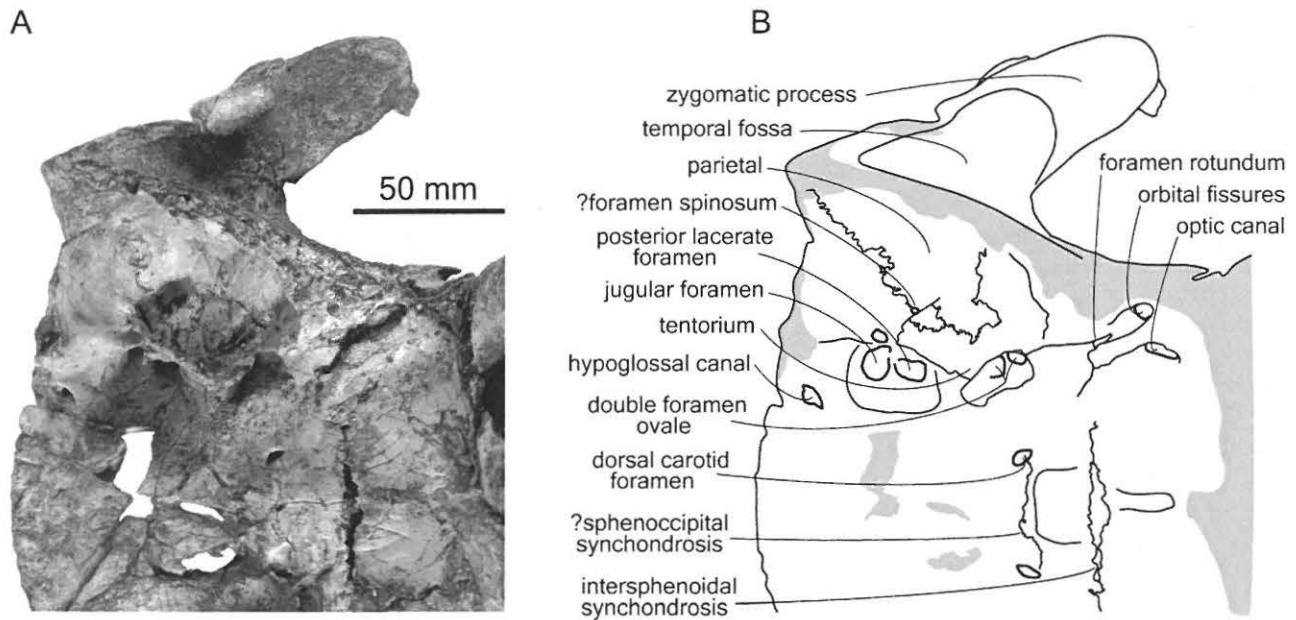 A
50 mm
B
zygomatic process
temporal fossa
parietal
?foramen spinosum
posterior lacerate
foramen
jugular foramen
tentorium
hypoglossal canal
double foramen
ovale
dorsal carotid
foramen
?sphenoccipital
synchondrosis
intersphenoidal
synchondrosis
foramen rotundum
orbital fissures
optic canal